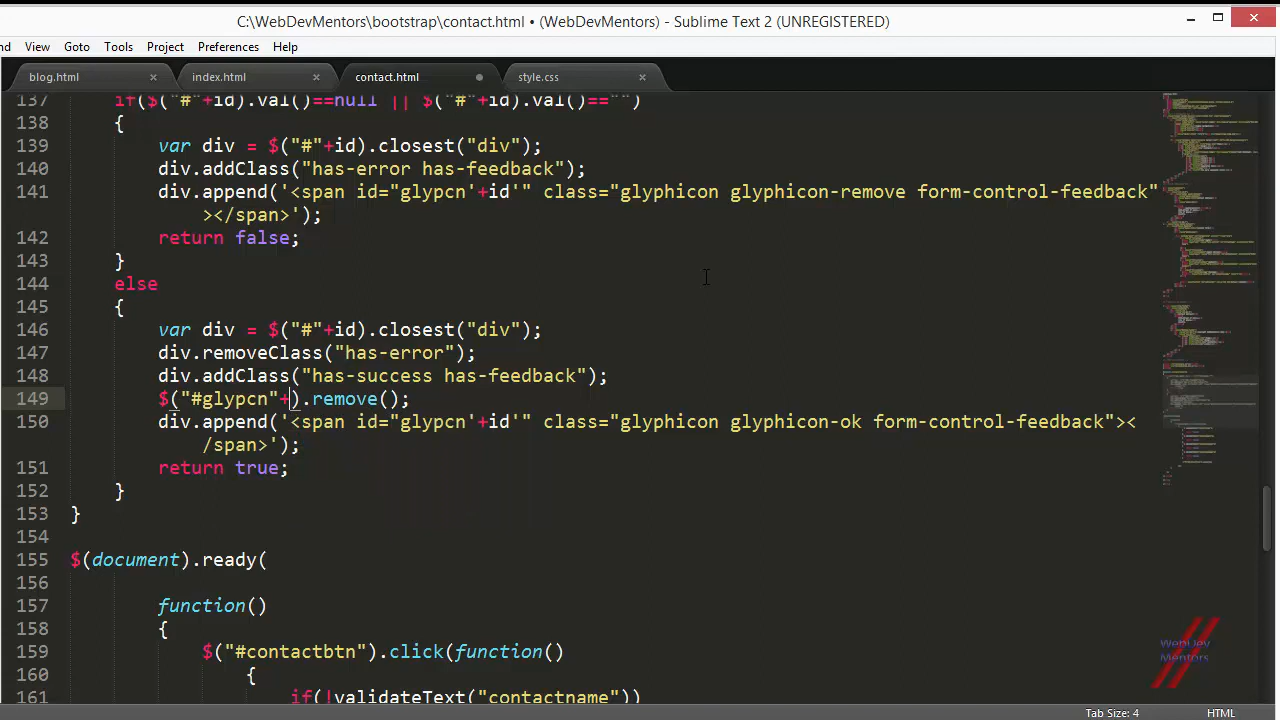 C:\WebDevMentors\bootstrap\contact.html • (WebDevMentors) - Sublime Text 2 (UNREGISTERED)
nd View Goto Tools Project Preferences Help
blog.html × index.html × contact.html style.css ×
137 if($("#"+id).val()==null || $("#"+id).val()=="")
138 {
139 var div = $("#"+id).closest("div");
140 div.addClass("has-error has-feedback");
141 div.append('<span id="glypcn'+id'" class="glyphicon glyphicon-remove form-control-feedback"
></span>');
142 return false;
143 }
144 else
145 {
146 var div = $("#"+id).closest("div");
147 div.removeClass("has-error");
148 div.addClass("has-success has-feedback");
149 $("#glypcn"+).remove();
150 div.append('<span id="glypcn'+id'" class="glyphicon glyphicon-ok form-control-feedback"><
/span>');
151 return true;
152 }
153 }
154
155 $(document).ready(
156
157 function()
158 {
159 $("#contactbtn").click(function()
160 {
161 if(!validateText("contactname"))
WebDev
Mentors
Tab Size: 4 HTML